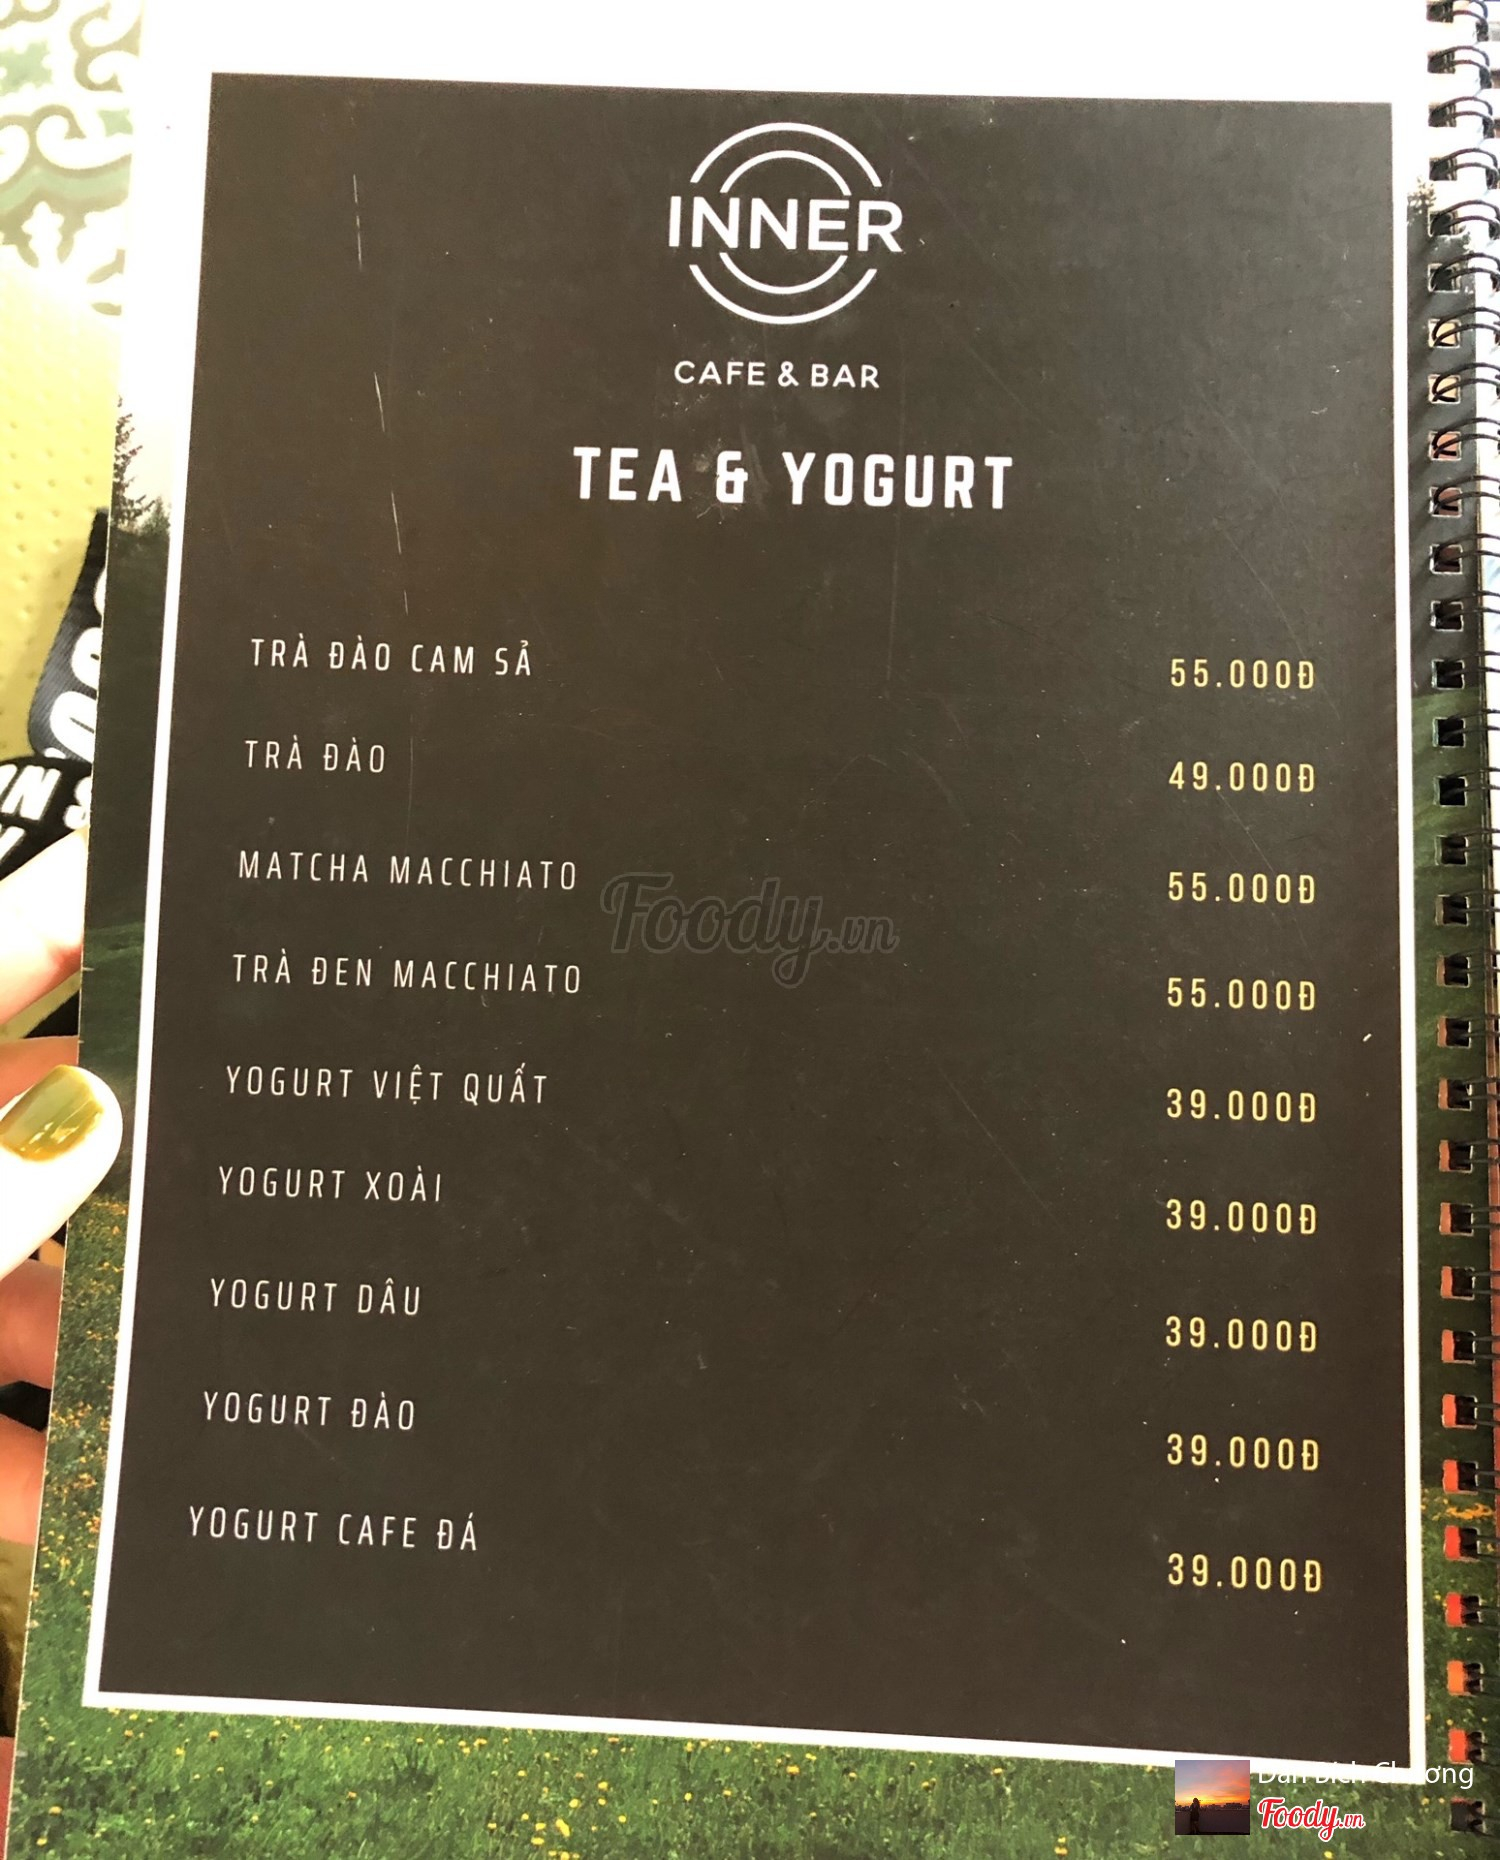 INNER
CAFE & BAR
TEA & YOGURT
TRÀ ĐÀO CAM SẢ 55.000Đ
TRÀ ĐÀO 49.000Đ
MATCHA MACCHIATO 55.000Đ
TRÀ ĐEN MACCHIATO 55.000Đ
YOGURT VIỆT QUẤT 39.000Đ
YOGURT XOÀI 39.000Đ
YOGURT DÂU 39.000Đ
YOGURT ĐÀO 39.000Đ
YOGURT CAFE ĐÁ 39.000Đ
Foody.vn
Foody.vn